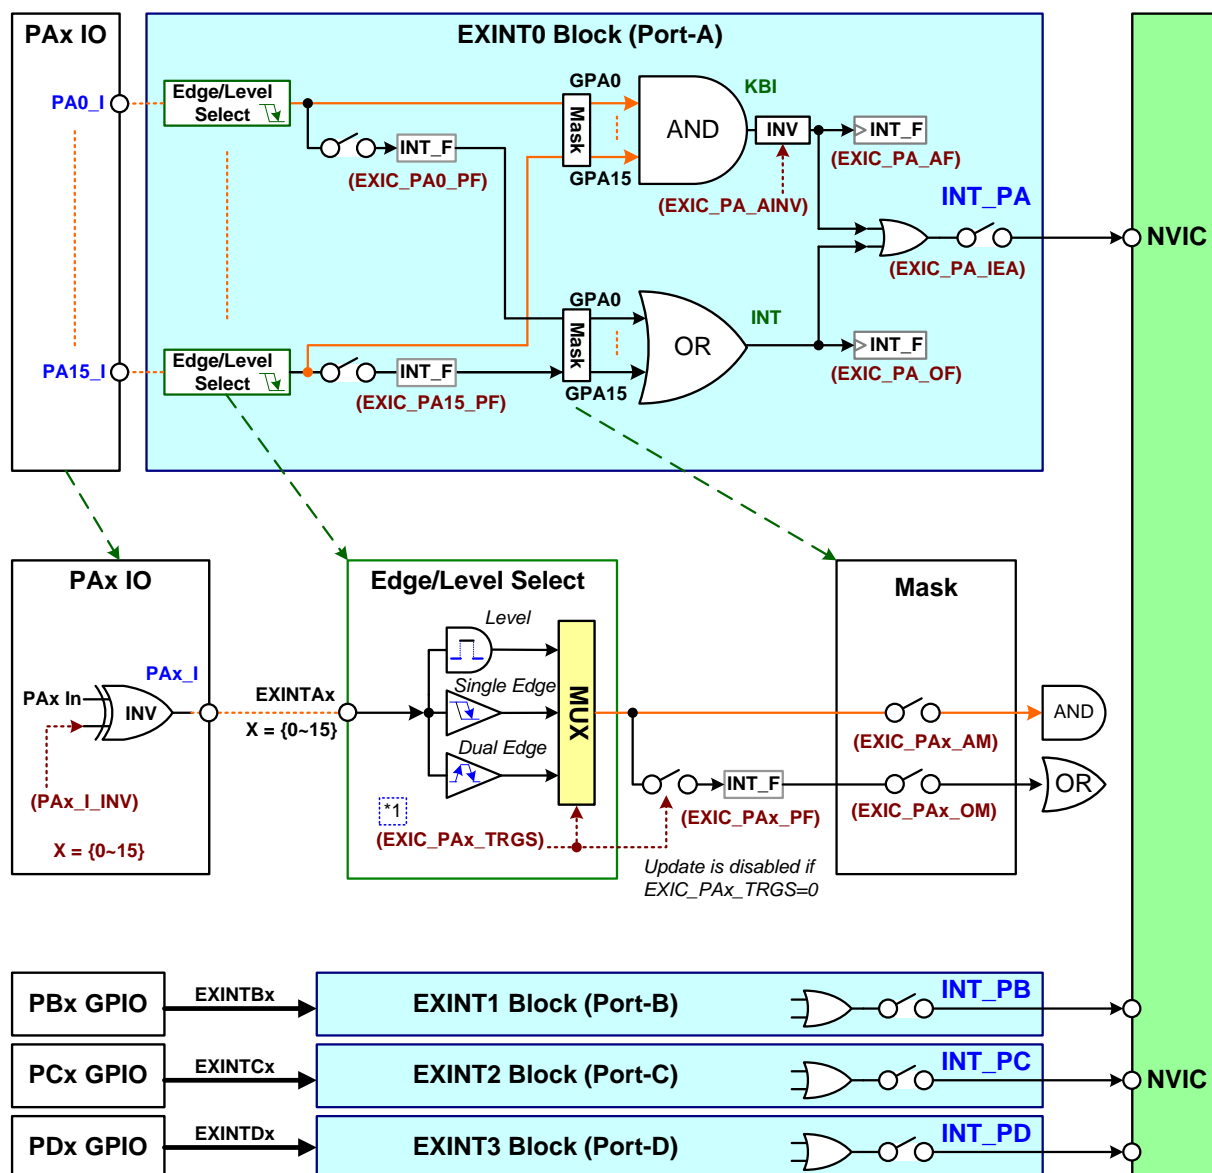 PAx IO
EXINT0 Block (Port-A)
PA0_I
Edge/Level
Select
GPA0
Mask
GPA15
AND
KBI
INV
INT_F
(EXIC_PA_AF)
INT_F
(EXIC_PA0_PF)
(EXIC_PA_AINV)
INT_PA
NVIC
(EXIC_PA_IEA)
GPA0
Mask
GPA15
OR
INT
INT_F
(EXIC_PA_OF)
PA15_I
Edge/Level
Select
INT_F
(EXIC_PA15_PF)
PAx IO
PAx_I
PAx In
INV
(PAx_I_INV)
X = {0~15}
EXINTAx
X = {0~15}
Edge/Level Select
Level
Single Edge
Dual Edge
MUX
*1
(EXIC_PAx_TRGS)
INT_F
(EXIC_PAx_PF)
Update is disabled if
EXIC_PAx_TRGS=0
Mask
(EXIC_PAx_AM)
(EXIC_PAx_OM)
AND
OR
PBx GPIO
EXINTBx
EXINT1 Block (Port-B)
INT_PB
PCx GPIO
EXINTCx
EXINT2 Block (Port-C)
INT_PC
NVIC
PDx GPIO
EXINTDx
EXINT3 Block (Port-D)
INT_PD